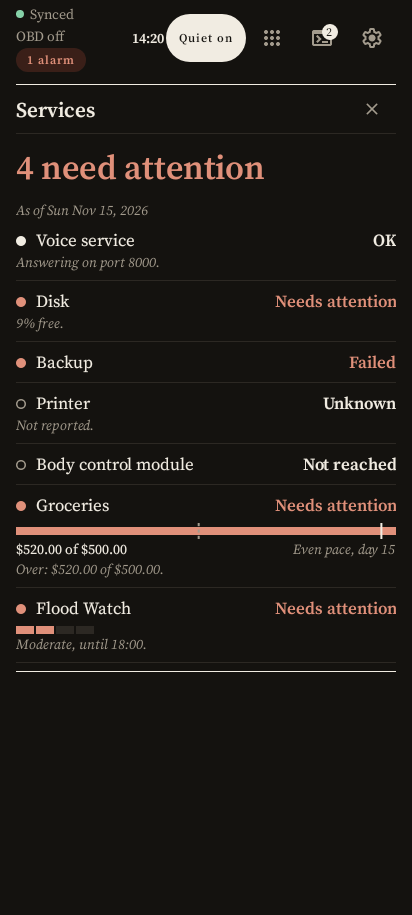 Synced
OBD off
1 alarm
14:20
Quiet on
2
Services
4 need attention
As of Sun Nov 15, 2026
Voice service
OK
Answering on port 8000.
Disk
Needs attention
9% free.
Backup
Failed
Printer
Unknown
Not reported.
Body control module
Not reached
Groceries
Needs attention
$520.00 of $500.00
Even pace, day 15
Over: $520.00 of $500.00.
Flood Watch
Needs attention
Moderate, until 18:00.